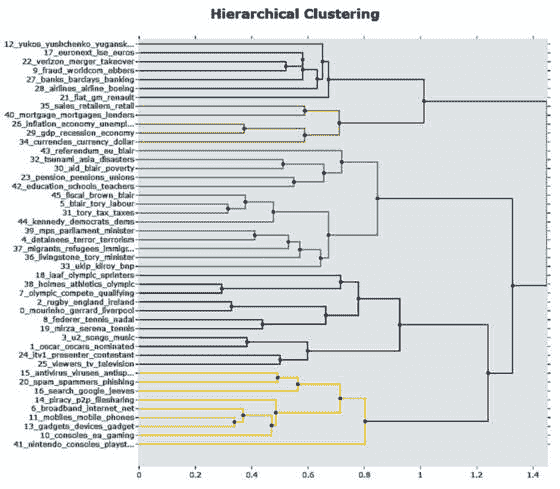 Hierarchical Clustering
12_yukos_yushchenko_yugansk...
17_euronext_lse_euros
22_verizon_merger_takeover
9_fraud_worldcom_ebbers
27_banks_barclays_banking
28_airlines_airline_boeing
21_fiat_gm_renault
35_sales_retailers_retail
40_mortgage_mortgages_lenders
26_inflation_economy_unempl...
29_gdp_recession_economy
34_currencies_currency_dollar
43_referendum_eu_blair
32_tsunami_asia_disasters
30_aid_blair_poverty
23_pension_pensions_unions
42_education_schools_teachers
45_fiscal_brown_blair
5_blair_tory_labour
31_tory_tax_taxes
44_kennedy_democrats_dems
39_mps_parliament_minister
4_detainees_terror_terrorism
37_migrants_refugees_immigr...
36_livingstone_tory_minister
33_ukip_kilroy_bnp
18_iaaf_olympic_sprinters
38_holmes_athletics_olympic
7_olympic_compete_qualifying
2_rugby_england_ireland
0_mourinho_gerrard_liverpool
8_federer_tennis_nadal
19_mirza_serena_tennis
3_u2_songs_music
1_oscar_oscars_nominated
24_itv1_presenter_contestant
25_viewers_tv_television
15_antivirus_viruses_antisp...
20_spam_spammers_phishing
16_search_google_jeeves
14_piracy_p2p_filesharing
6_broadband_internet_net
11_mobiles_mobile_phones
13_gadgets_devices_gadget
10_consoles_ea_gaming
41_nintendo_consoles_playst...
0 0.2 0.4 0.6 0.8 1 1.2 1.4